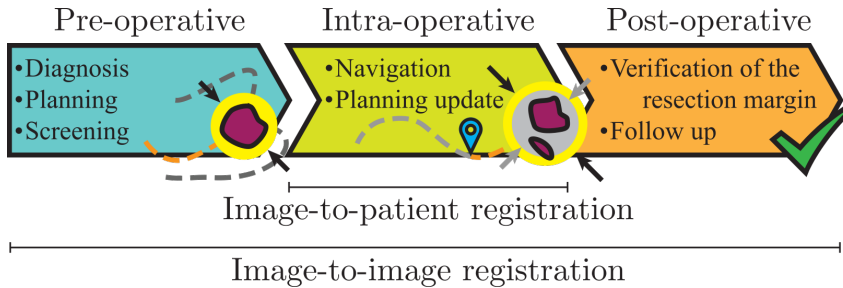 Pre-operative Intra-operative Post-operative
•Diagnosis
•Planning
•Screening
•Navigation
•Planning update
•Verification of the
resection margin
•Follow up
Image-to-patient registration
Image-to-image registration